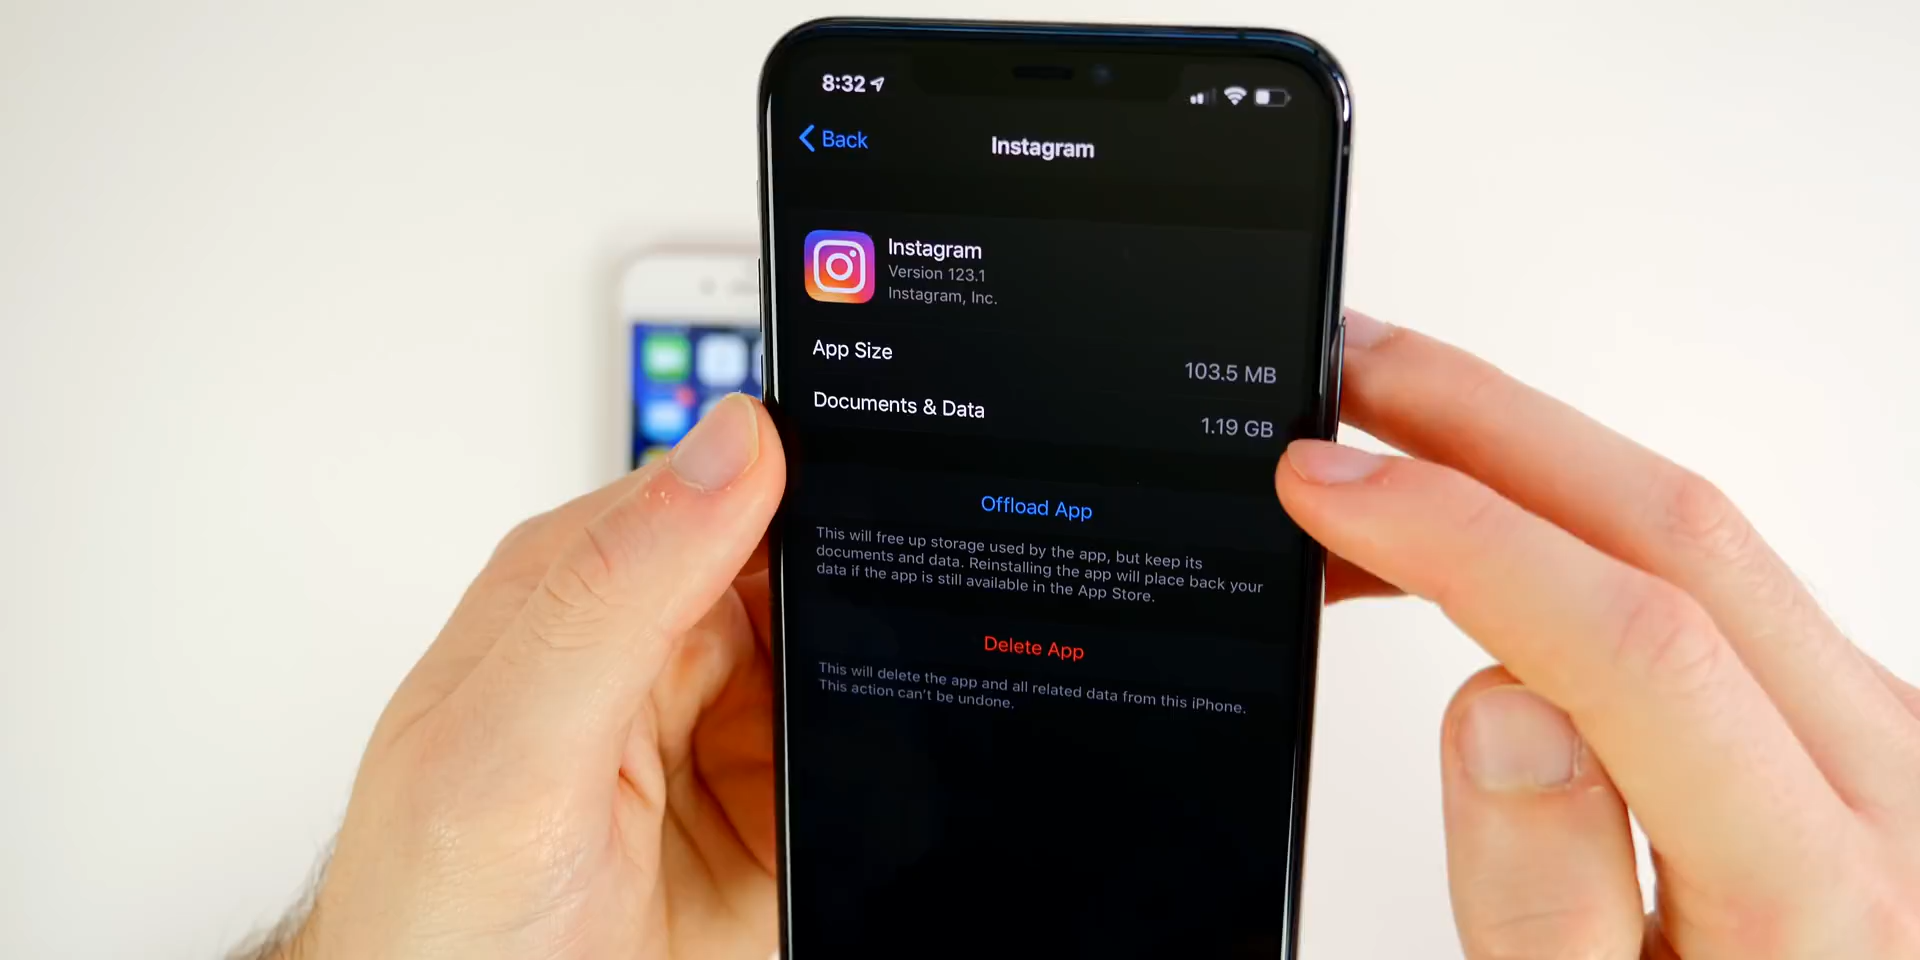 8:32
Back
Instagram
Instagram
Version 123.1
Instagram, Inc.
App Size
103.5 MB
Documents & Data
1.19 GB
Offload App
This will free up storage used by the app, but keep its
documents and data. Reinstalling the app will place back your
data if the app is still available in the App Store.
Delete App
This will delete the app and all related data from this iPhone.
This action can't be undone.